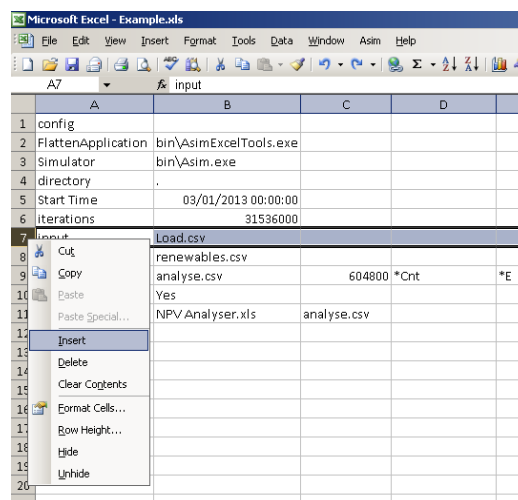 Microsoft Excel - Example.xls
File Edit View Insert Format Tools Data Window Asim Help
A7 fx input
A B C D
1 config
2 FlattenApplication bin\AsimExcelTools.exe
3 Simulator bin\Asim.exe
4 directory .
5 Start Time 03/01/2013 00:00:00
6 iterations 31536000
7 input Load.csv
8 renewables.csv
9 analyse.csv 604800 *Cnt *E
10 Yes
11 NPV Analyser.xls analyse.csv
12
13
14
15
16
17
18
19
20
Cut
Copy
Paste
Paste Special...
Insert
Delete
Clear Contents
Format Cells...
Row Height...
Hide
Unhide